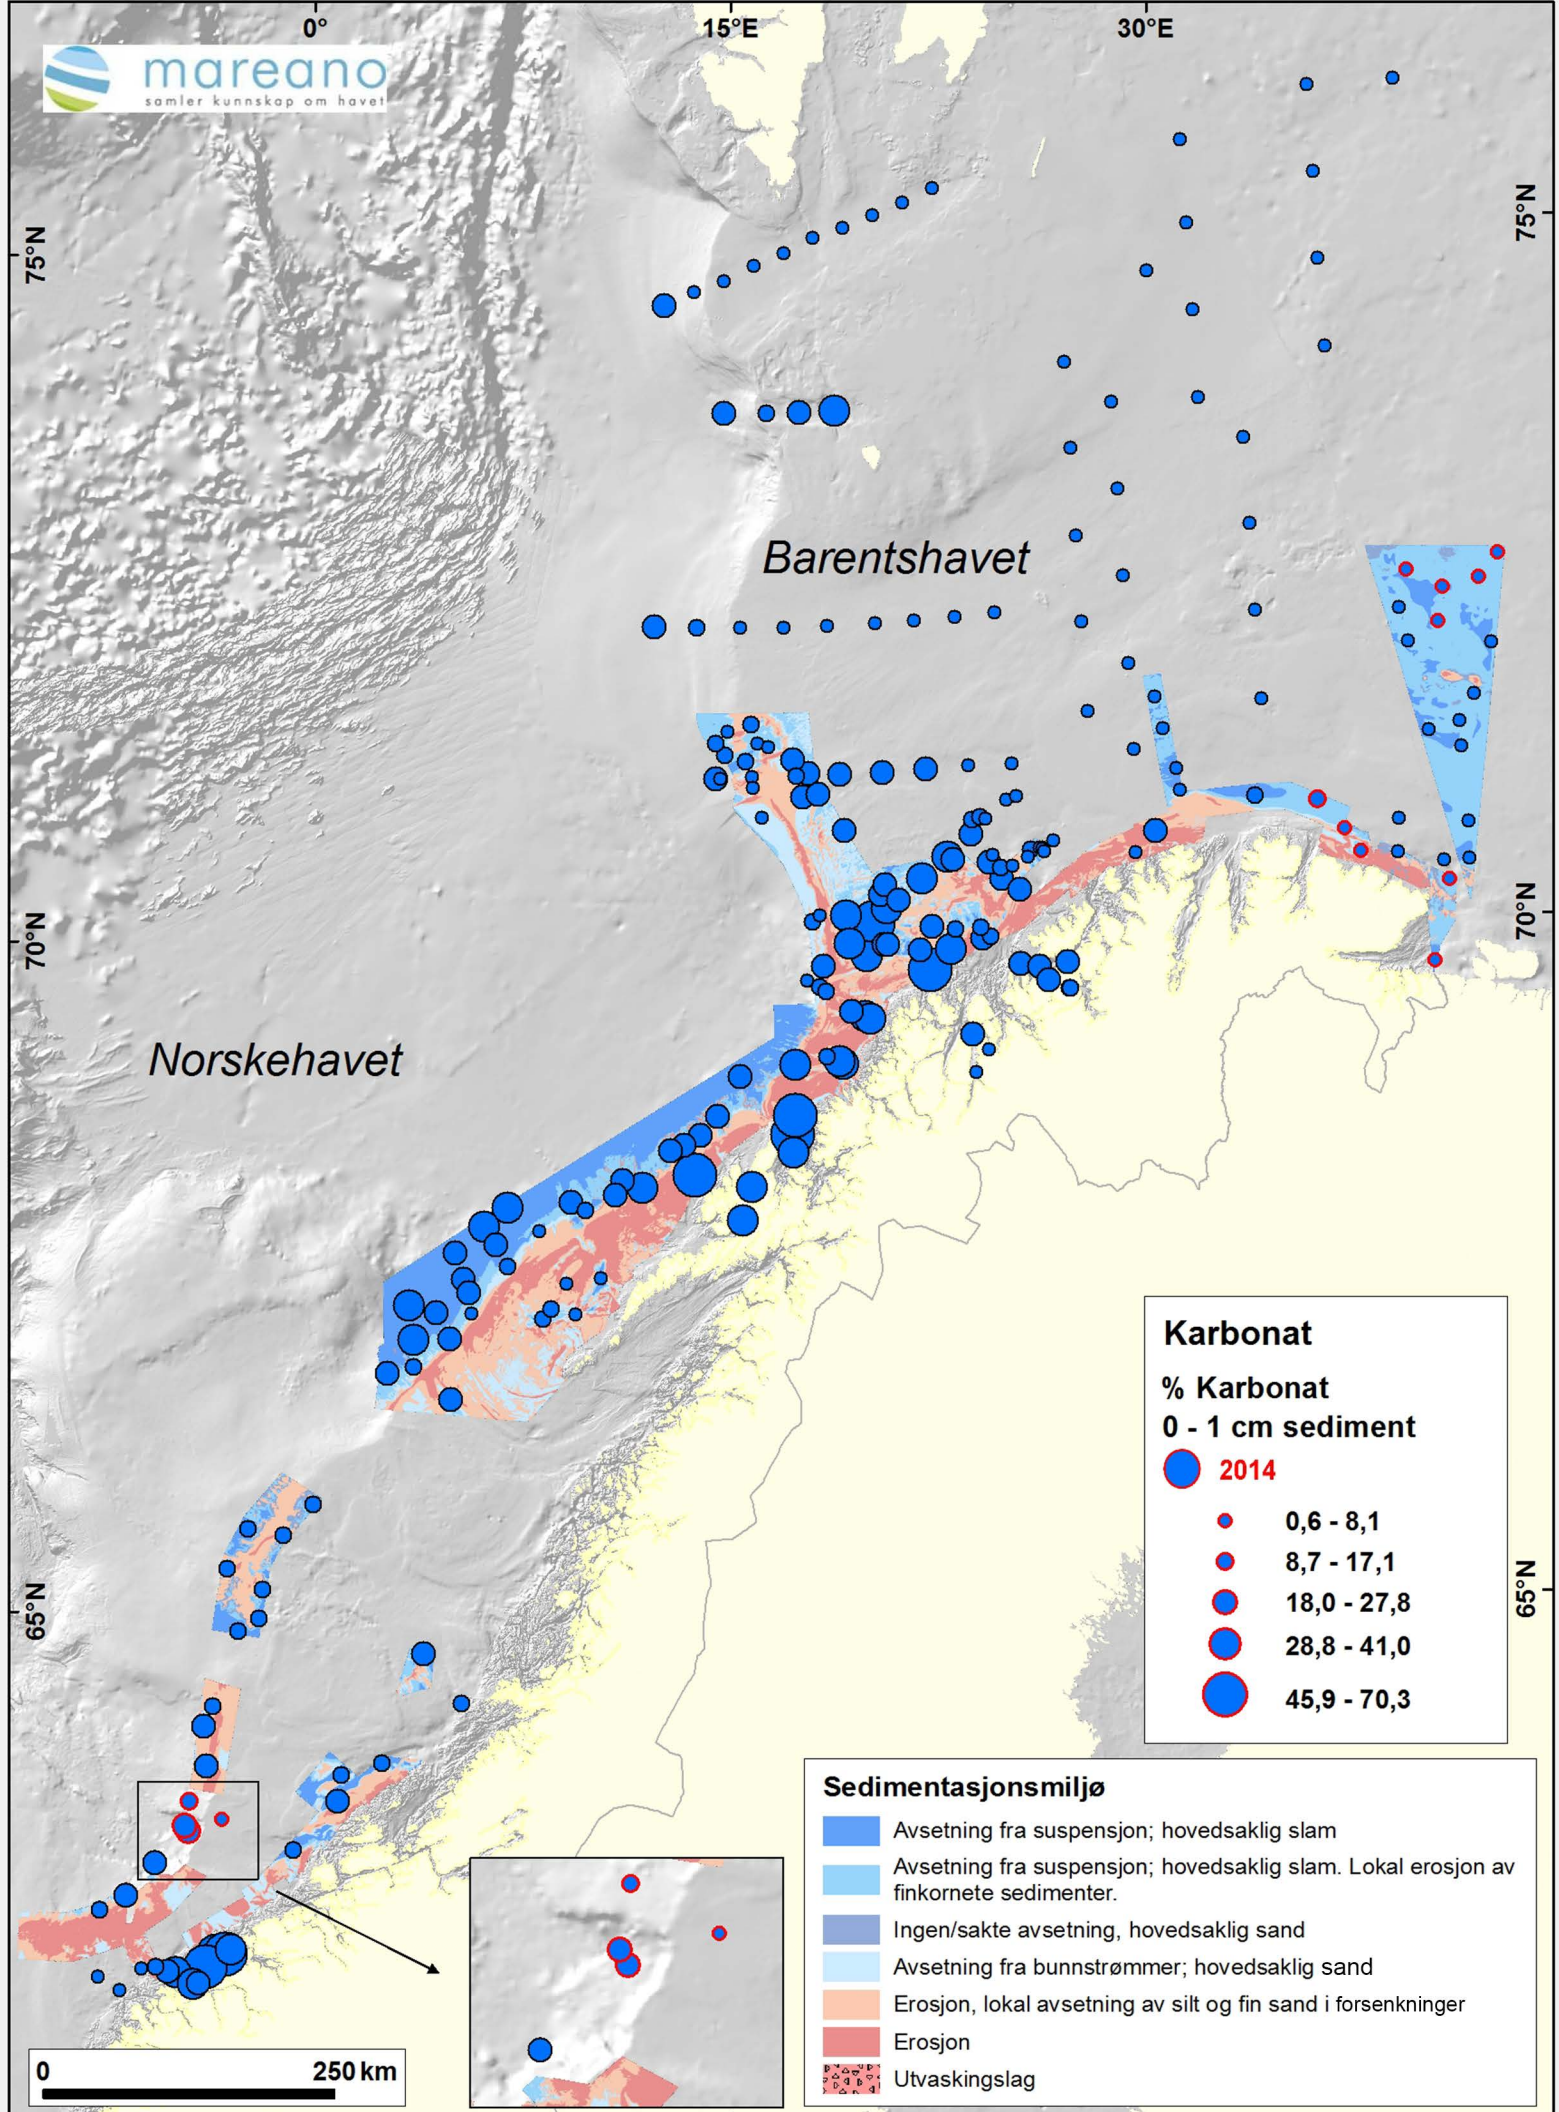 0°
15°E
30°E
mareano
samler kunnskap om havet
75°N
75°N
Barentshavet
70°N
70°N
Norskehavet
65°N
65°N
Karbonat
% Karbonat
0 - 1 cm sediment
2014
0,6 - 8,1
8,7 - 17,1
18,0 - 27,8
28,8 - 41,0
45,9 - 70,3
Sedimentasjonsmiljø
Avsetning fra suspensjon; hovedsaklig slam
Avsetning fra suspensjon; hovedsaklig slam. Lokal erosjon av
finkornete sedimenter.
Ingen/sakte avsetning, hovedsaklig sand
Avsetning fra bunnstrømmer; hovedsaklig sand
Erosjon, lokal avsetning av silt og fin sand i forsenkninger
Erosjon
Utvaskingslag
0
250 km